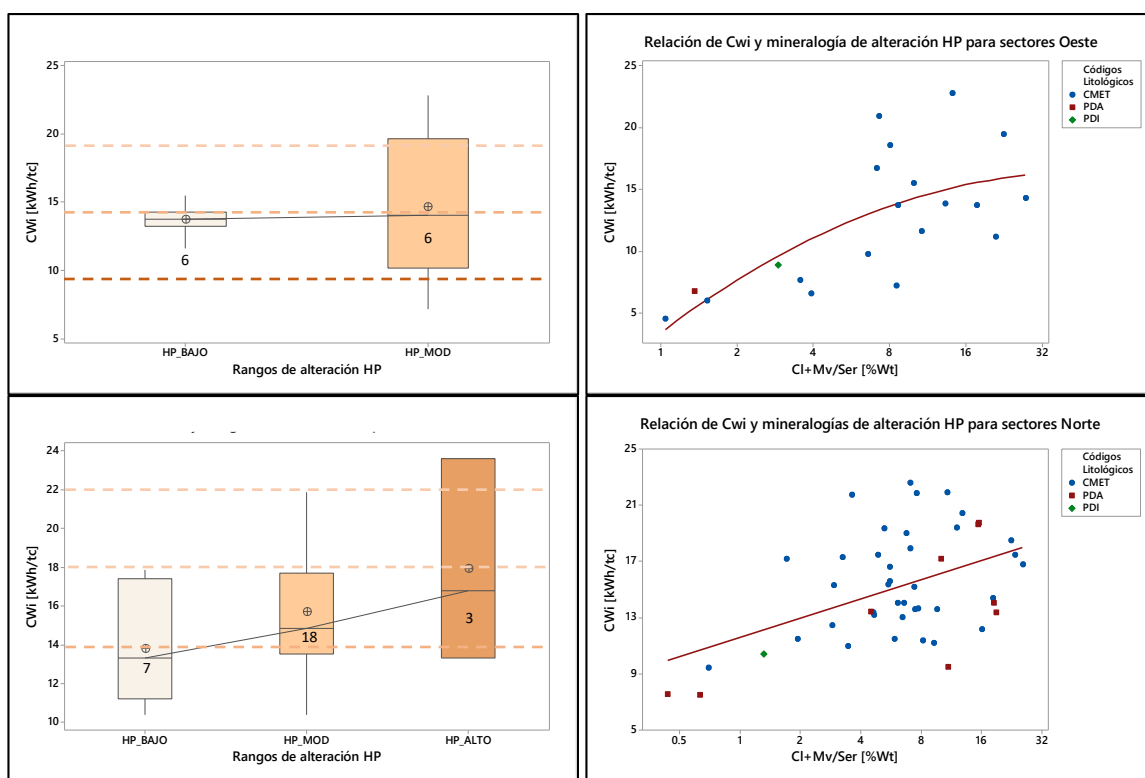 25
20
15
10
5
CWi [kWh/tc]
6
6
HP_BAJO
HP_MOD
Rangos de alteración HP
Relación de Cwi y mineralogía de alteración HP para sectores Oeste
25
20
15
10
5
CWi [kWh/tc]
1
2
4
8
16
32
Cl+Mv/Ser [%Wt]
Códigos
Litológicos
CMET
PDA
PDI
24
22
20
18
16
14
12
10
CWi [kWh/tc]
7
18
3
HP_BAJO
HP_MOD
HP_ALTO
Rangos de alteración HP
Relación de Cwi y mineralogías de alteración HP para sectores Norte
25
21
17
13
9
5
CWi [kWh/tc]
0.5
1
2
4
8
16
32
Cl+Mv/Ser [%Wt]
Códigos
Litológicos
CMET
PDA
PDI